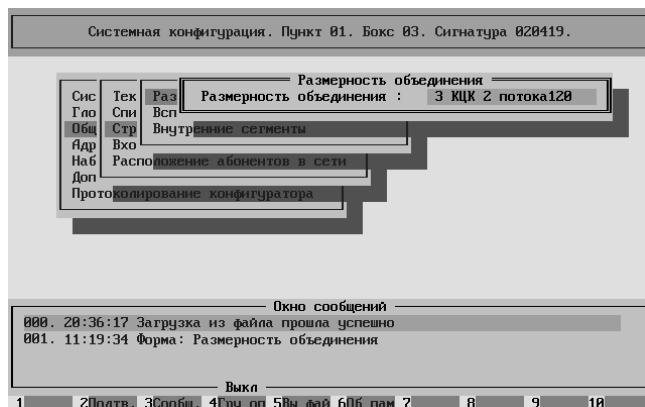 Системная конфигурация. Пункт 01. Бокс 03. Сигнатура 020419.
Размерность объединения
Сис Тех Раз Размерность объединения : 3 КЦК 2 потока120
Гло Спи Всп
Общ Стр Внутренние сегменты
Адр Вхо
Наб Расположение абонентов в сети
Доп
Протоколирование конфигуратора
Окно сообщений
000. 20:36:17 Загрузка из файла прошла успешно
001. 11:19:34 Форма: Размерность объединения
Выкл
1 2Подтв. 3Сообщ. 4Гру оп 5Вы фай 6Об пам 7 8 9 10